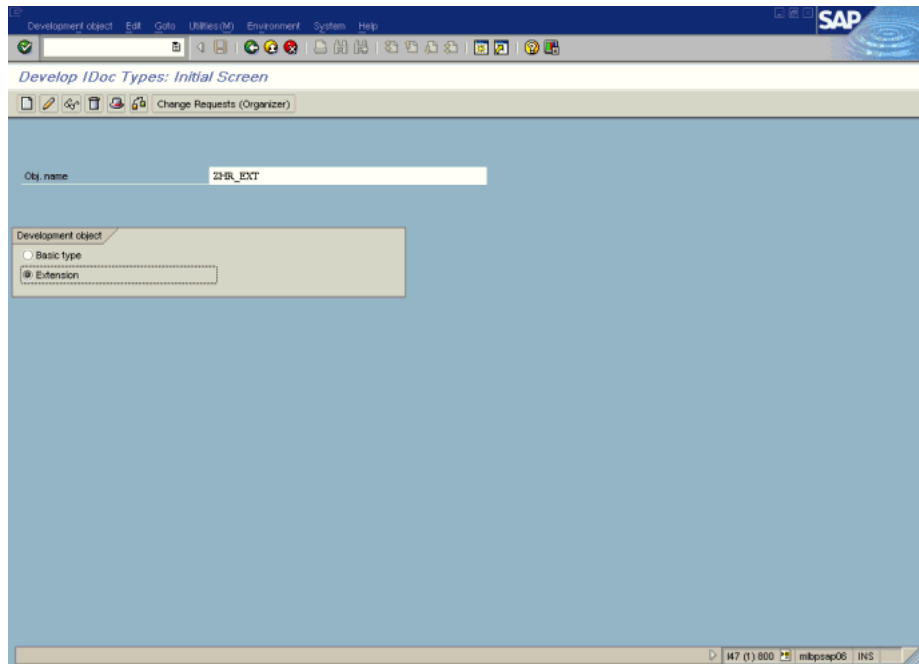 Development object Edit Goto Utilities(M) Environment System Help
SAP
Develop IDoc Types: Initial Screen
Change Requests (Organizer)
Obj. name ZHR_EXT
Development object
Basic type
Extension
I47 (1) 800 mlbpsap06 INS